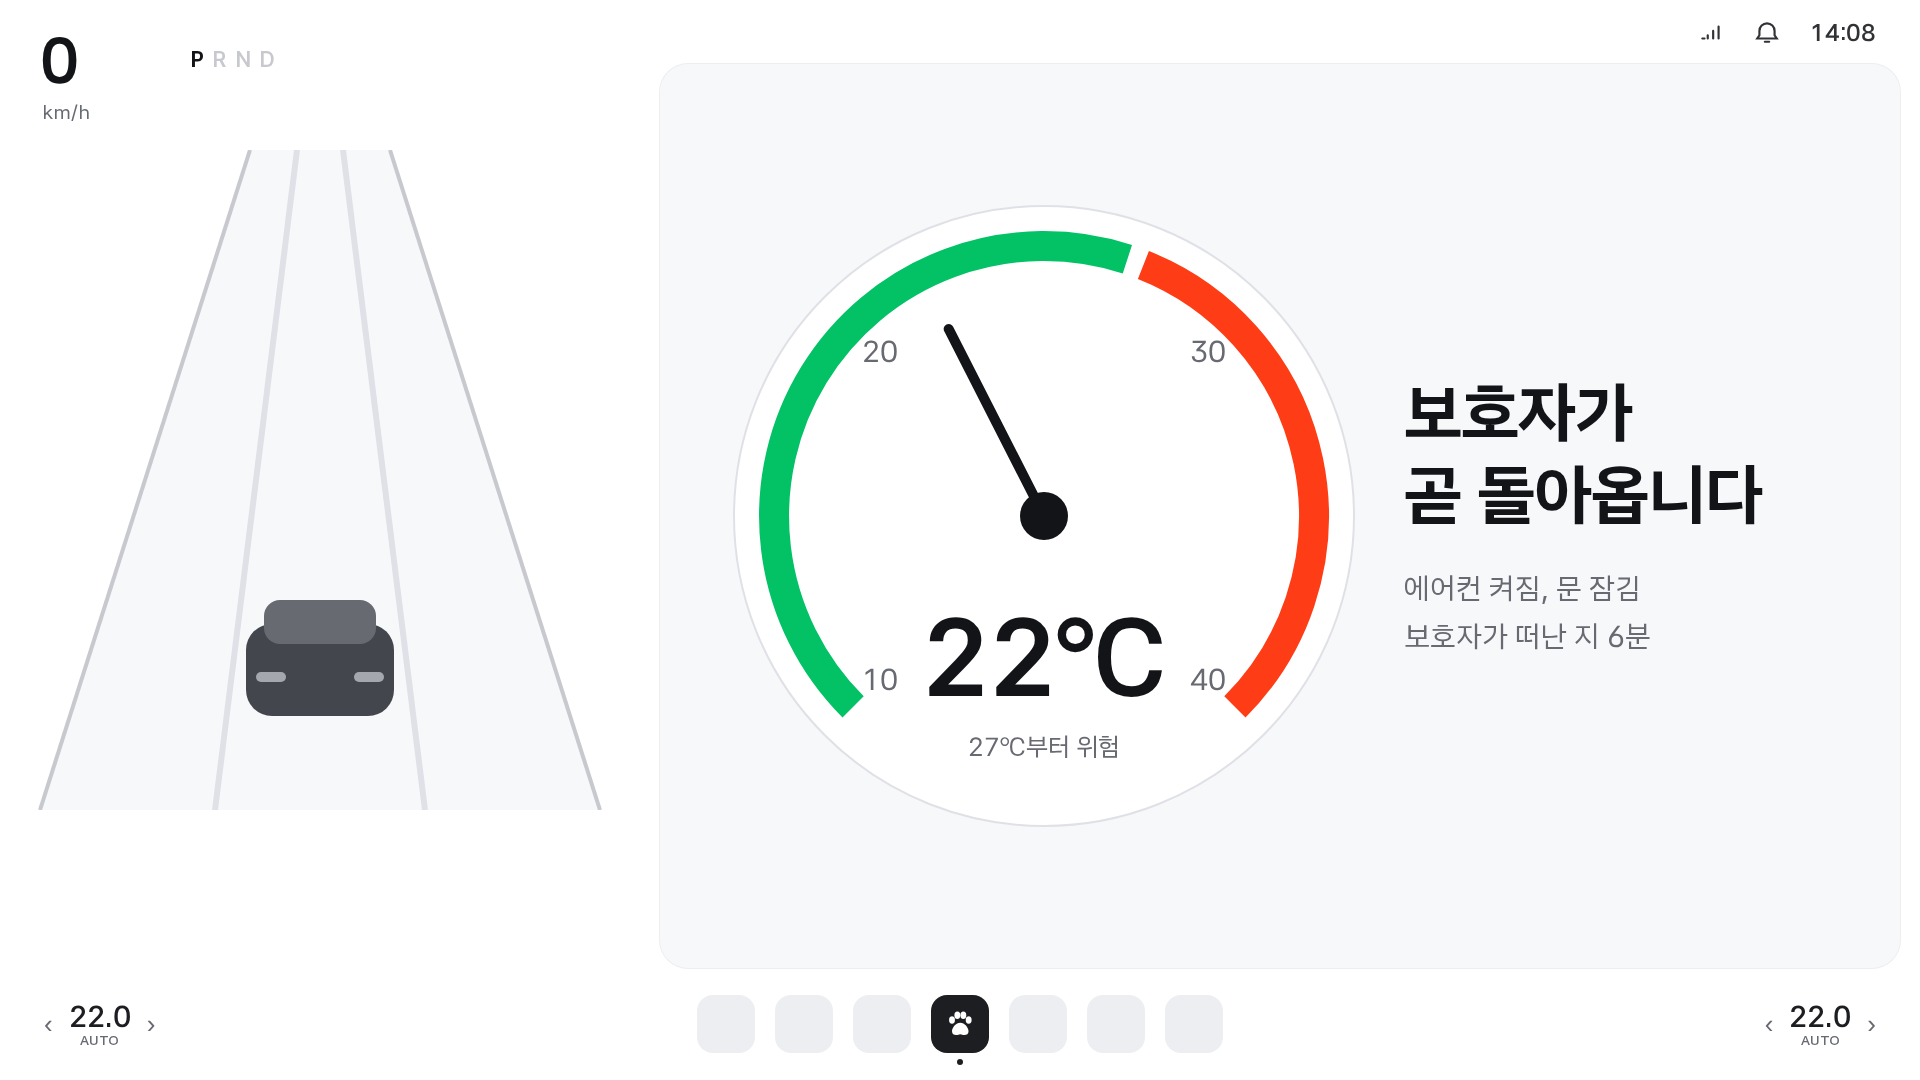 0
km/h
P R N D
14:08
20
30
10
22°C
40
27°C부터 위험
보호자가
곧 돌아옵니다
에어컨 켜짐, 문 잠김
보호자가 떠난 지 6분
‹ 22.0 ›
AUTO
‹ 22.0 ›
AUTO